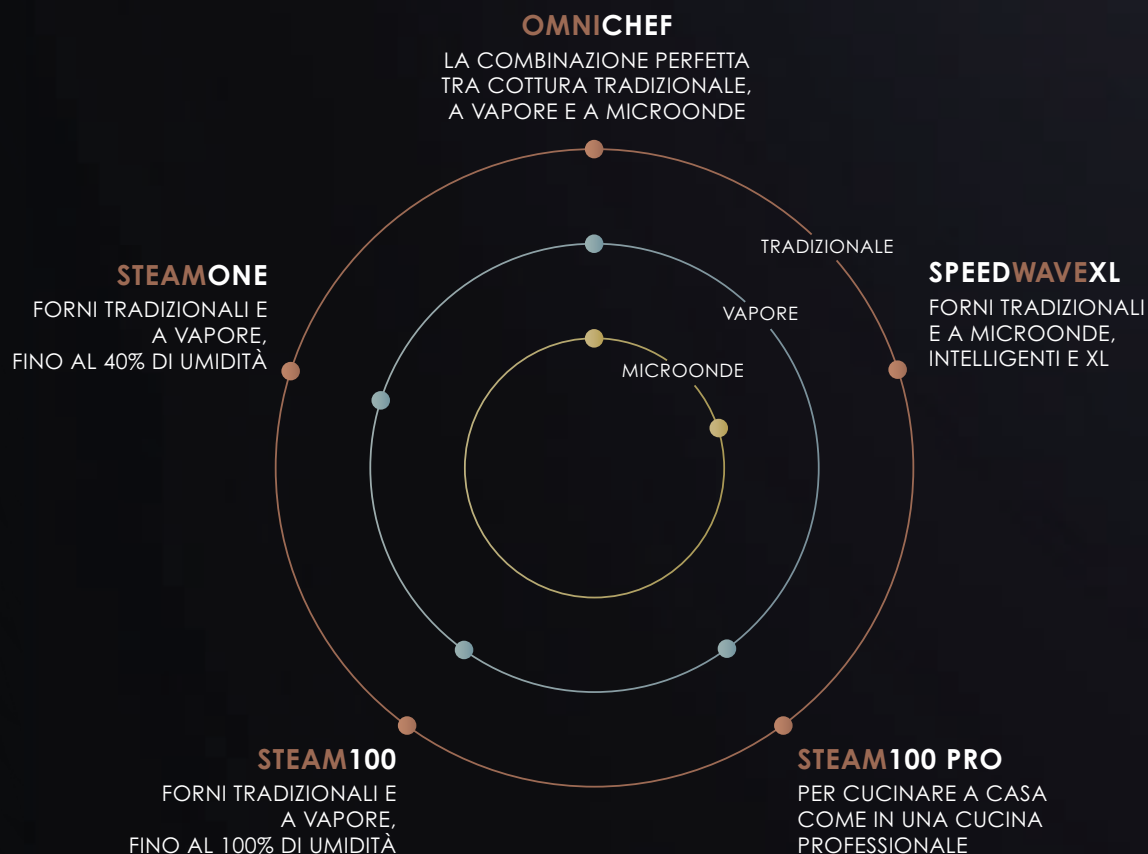 OMNICHEF
LA COMBINAZIONE PERFETTA
TRA COTTURA TRADIZIONALE,
A VAPORE E A MICROONDE
TRADIZIONALE
VAPORE
MICROONDE
STEAMONE
FORNI TRADIZIONALI E
A VAPORE,
FINO AL 40% DI UMIDITÀ
SPEEDWAVEXL
FORNI TRADIZIONALI
E A MICROONDE,
INTELLIGENTI E XL
STEAM100
FORNI TRADIZIONALI E
A VAPORE,
FINO AL 100% DI UMIDITÀ
STEAM100 PRO
PER CUCINARE A CASA
COME IN UNA CUCINA
PROFESSIONALE